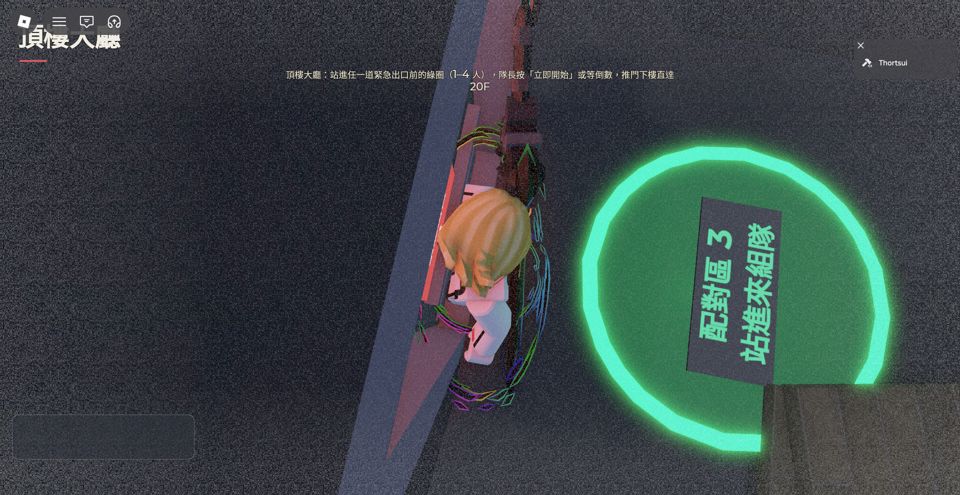 頂樓大廳
頂樓大廳：站進任一道緊急出口前的綠圈（1–4 人），隊長按「立即開始」或等倒數，推門下樓直達
20F
Thortsui
配對區 3
站進來組隊